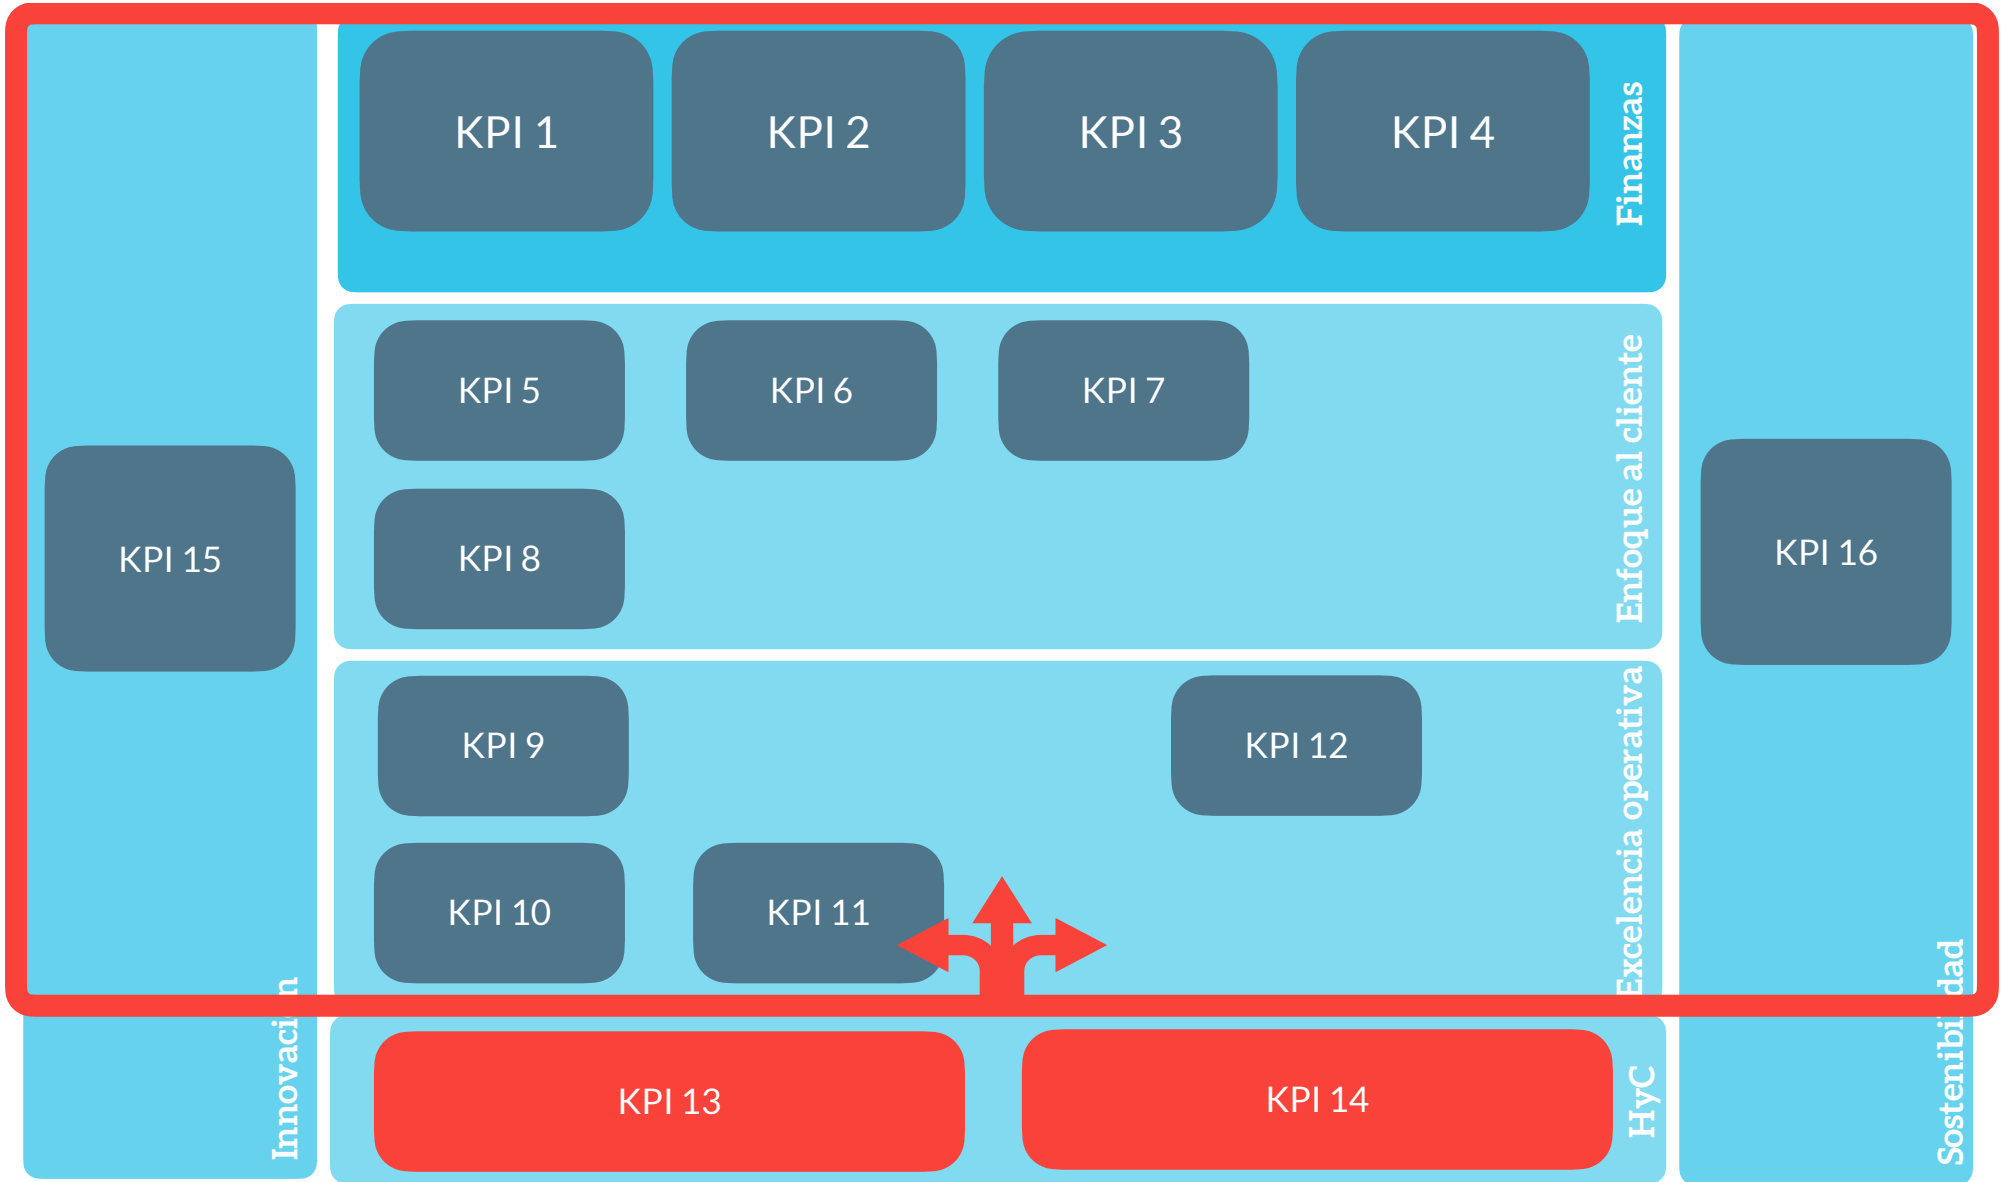 KPI 1
KPI 2
KPI 3
KPI 4
Finanzas
KPI 5
KPI 6
KPI 7
Enfoque al cliente
KPI 8
KPI 15
KPI 16
KPI 9
KPI 12
Excelencia operativa
KPI 10
KPI 11
Innovación
KPI 13
KPI 14
HyC
Sostenibilidad